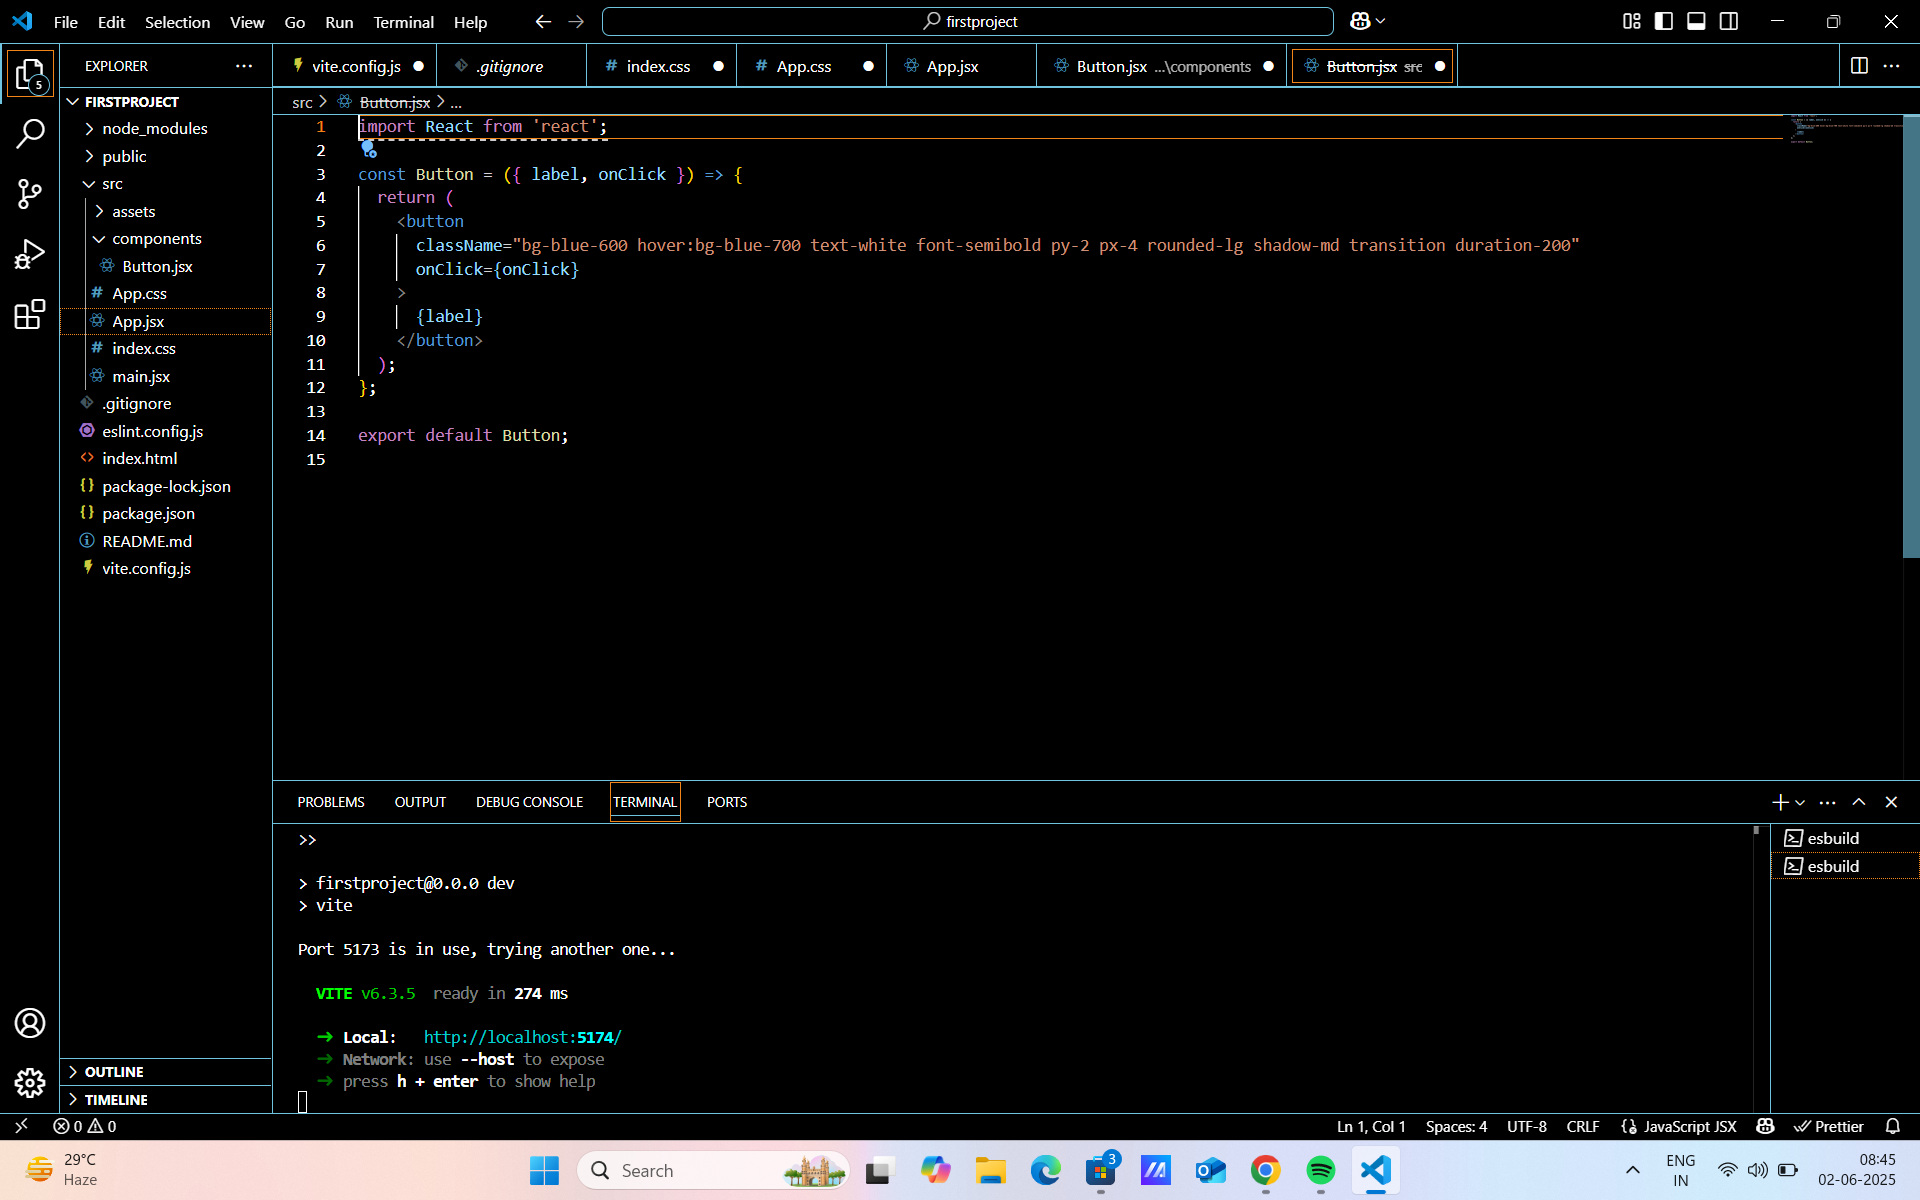 File Edit Selection View Go Run Terminal Help
firstproject
5
EXPLORER
vite.config.js
.gitignore
index.css
App.css
App.jsx
Button.jsx ...\components
Button.jsx src
src > Button.jsx > ...
FIRSTPROJECT
node_modules
public
src
assets
components
Button.jsx
App.css
App.jsx
index.css
main.jsx
.gitignore
eslint.config.js
index.html
package-lock.json
package.json
README.md
vite.config.js
OUTLINE
TIMELINE
1 import React from 'react';
2
3 const Button = ({ label, onClick }) => {
4 return (
5 <button
6 className="bg-blue-600 hover:bg-blue-700 text-white font-semibold py-2 px-4 rounded-lg shadow-md transition duration-200"
7 onClick={onClick}
8 >
9 {label}
10 </button>
11 );
12 };
13
14 export default Button;
15
PROBLEMS OUTPUT DEBUG CONSOLE TERMINAL PORTS
>>
> firstproject@0.0.0 dev
> vite
Port 5173 is in use, trying another one...
VITE v6.3.5 ready in 274 ms
➜ Local: http://localhost:5174/
➜ Network: use --host to expose
➜ press h + enter to show help
esbuild
esbuild
0 0
Ln 1, Col 1 Spaces: 4 UTF-8 CRLF {} JavaScript JSX Prettier
29°C
Haze
Search
3
ENG
IN
08:45
02-06-2025